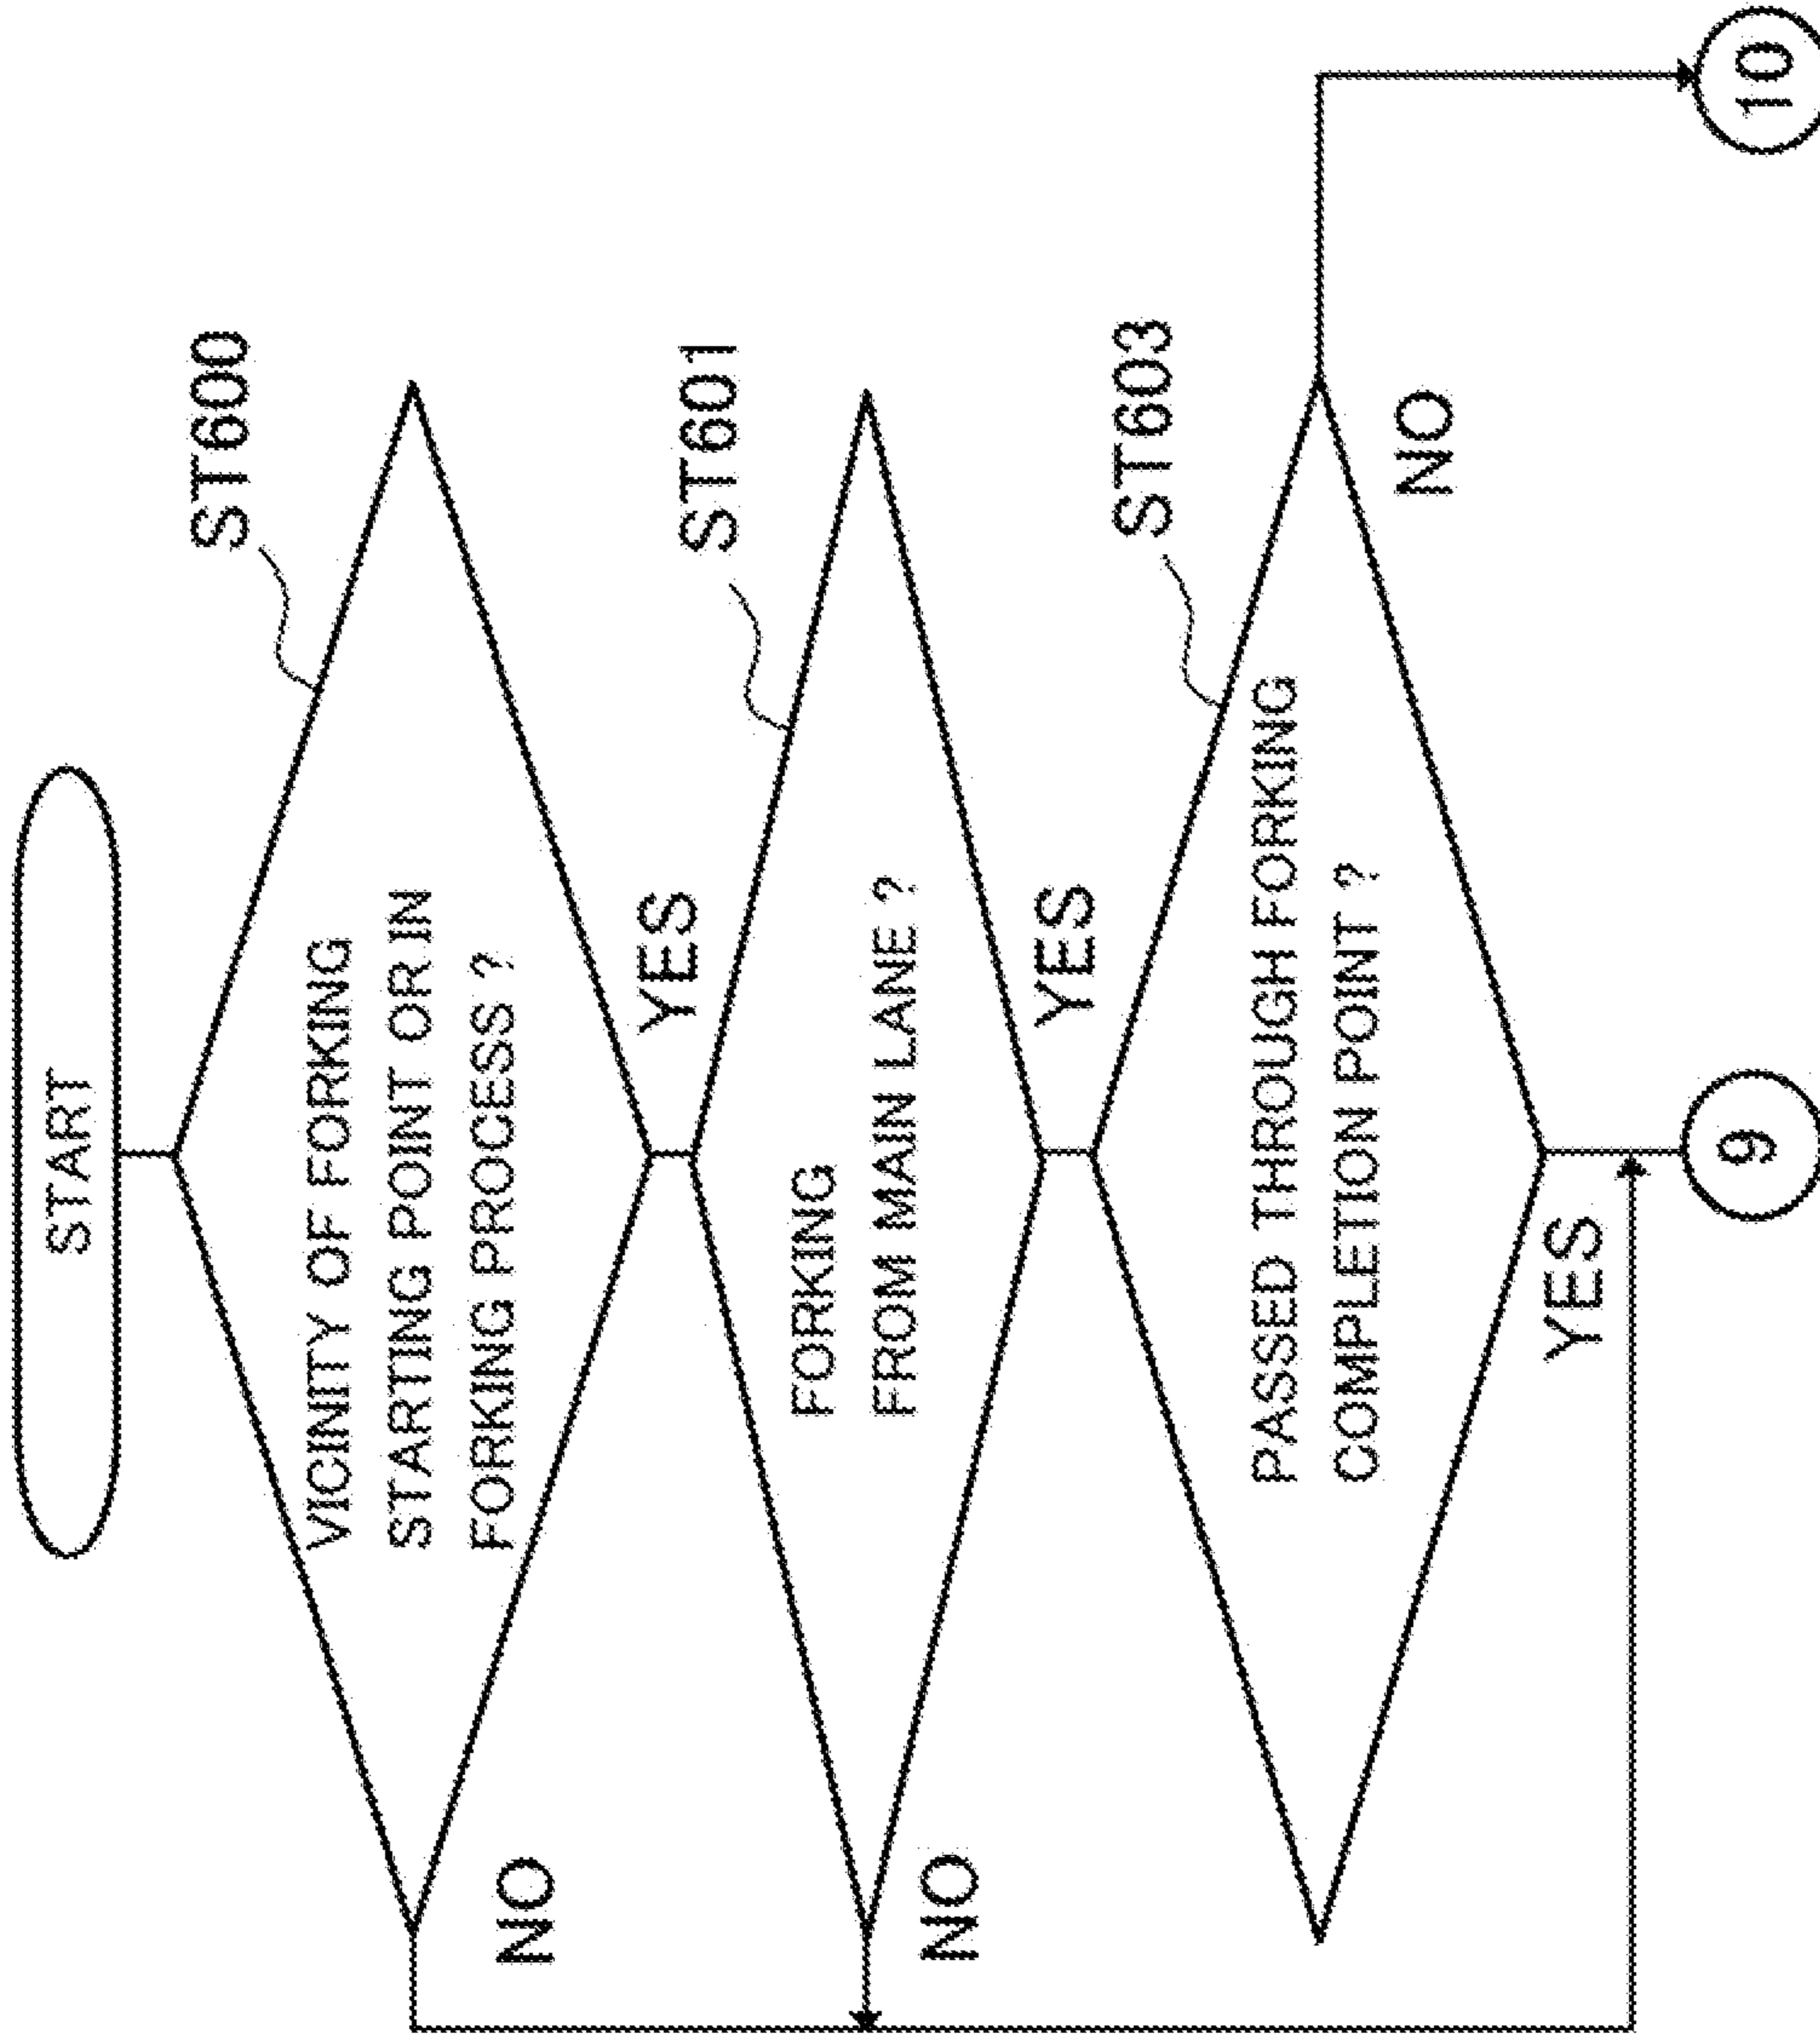 START
ST600
VICINITY OF FORKING
STARTING POINT OR IN
FORKING PROCESS ?
NO
YES
ST601
FORKING
FROM MAIN LANE ?
NO
YES
ST603
PASSED THROUGH FORKING
COMPLETION POINT ?
NO
YES
9
10